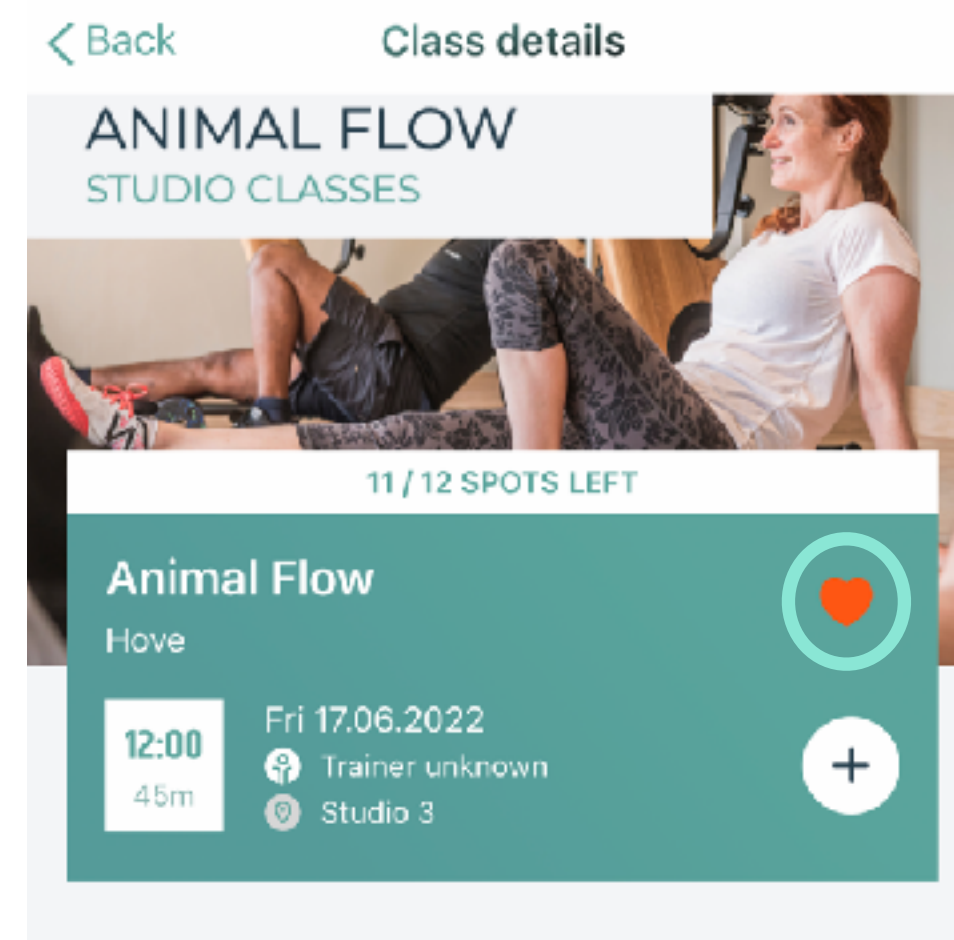 Back
Class details
ANIMAL FLOW
STUDIO CLASSES
11 / 12 SPOTS LEFT
Animal Flow
Hove
12:00
45m
Fri 17.06.2022
Trainer unknown
Studio 3